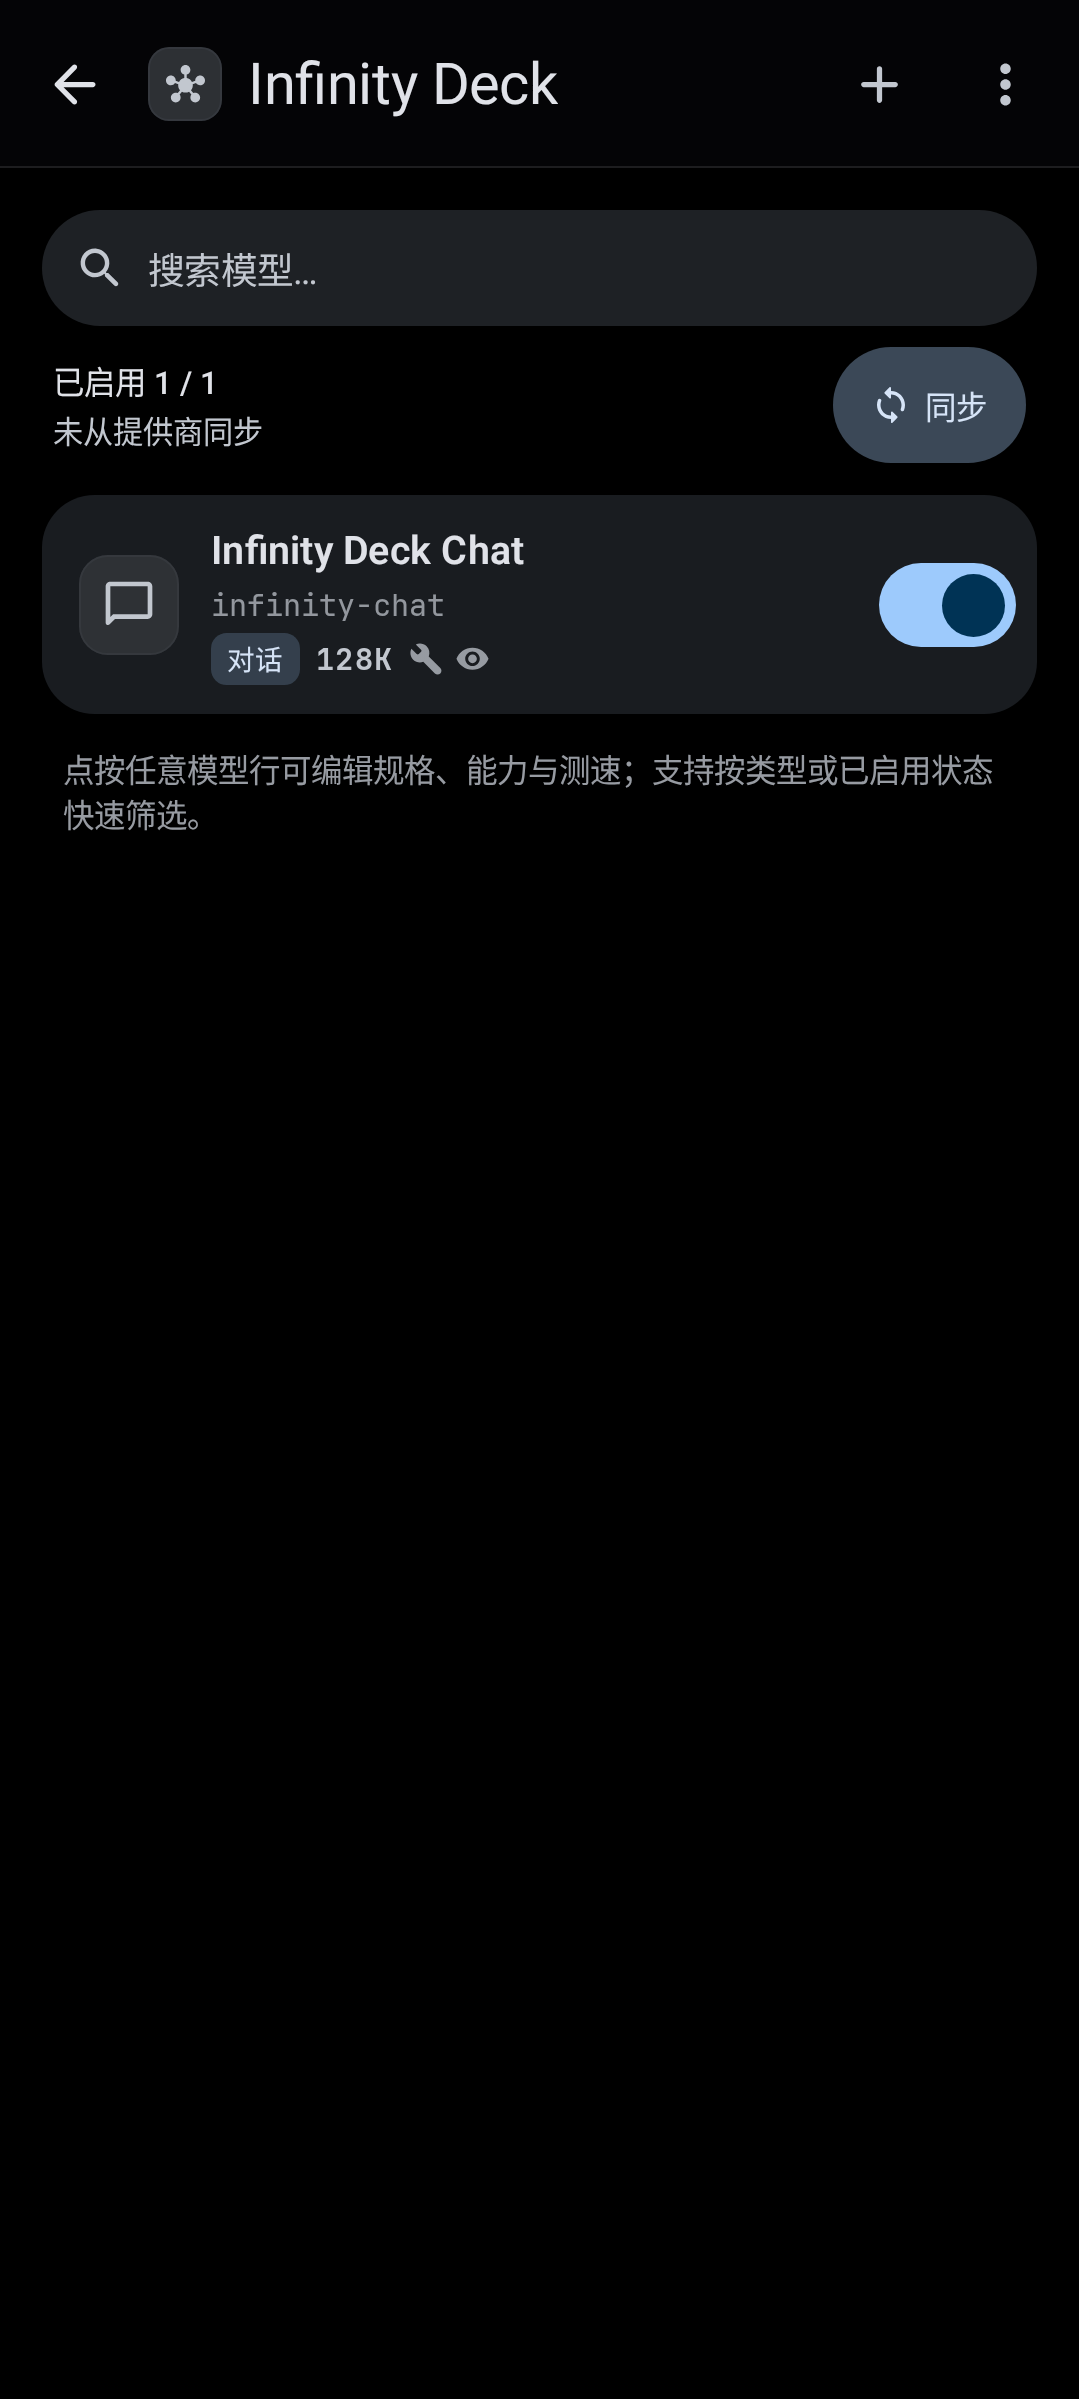 Infinity Deck
搜索模型...
已启用 1 / 1
未从提供商同步
同步
Infinity Deck Chat
infinity-chat
对话 128K
点按任意模型行可编辑规格、能力与测速；支持按类型或已启用状态
快速筛选。